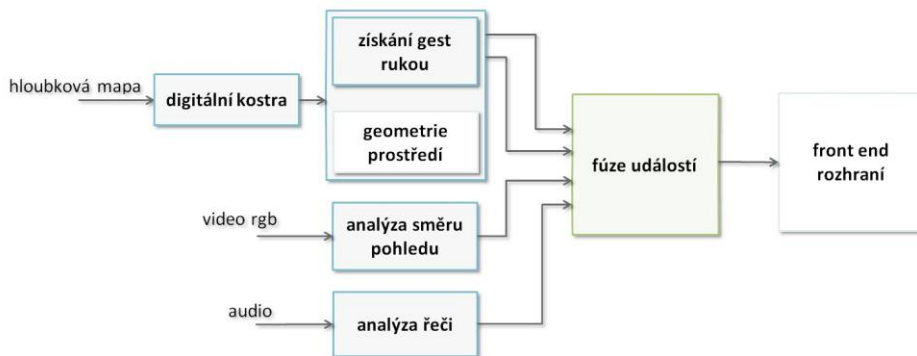 hloubková mapa
digitální kostra
získání gest
rukou
geometrie
prostředí
video rgb
analýza směru
pohledu
audio
analýza řeči
fúze událostí
front end
rozhraní